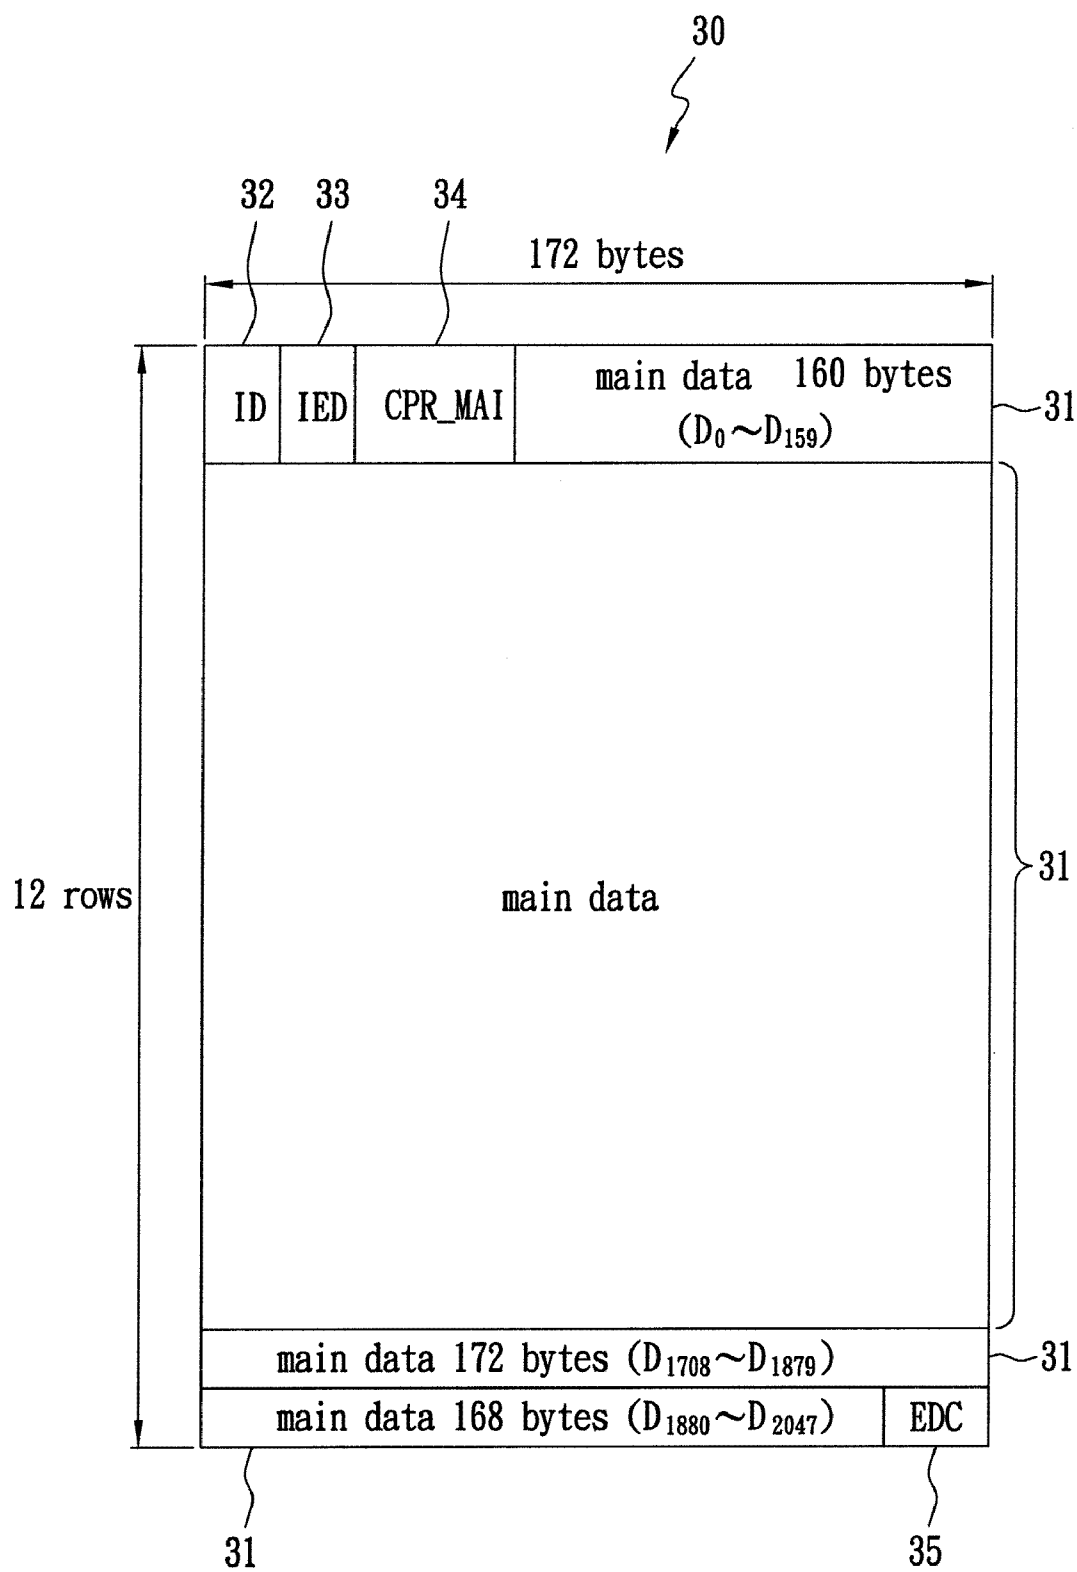 30
32 33 34
172 bytes
ID IED CPR_MAI main data 160 bytes
(D₀～D₁₅₉)
31
31
12 rows
main data
main data 172 bytes (D₁₇₀₈～D₁₈₇₉)
31
main data 168 bytes (D₁₈₈₀～D₂₀₄₇) EDC
31 35